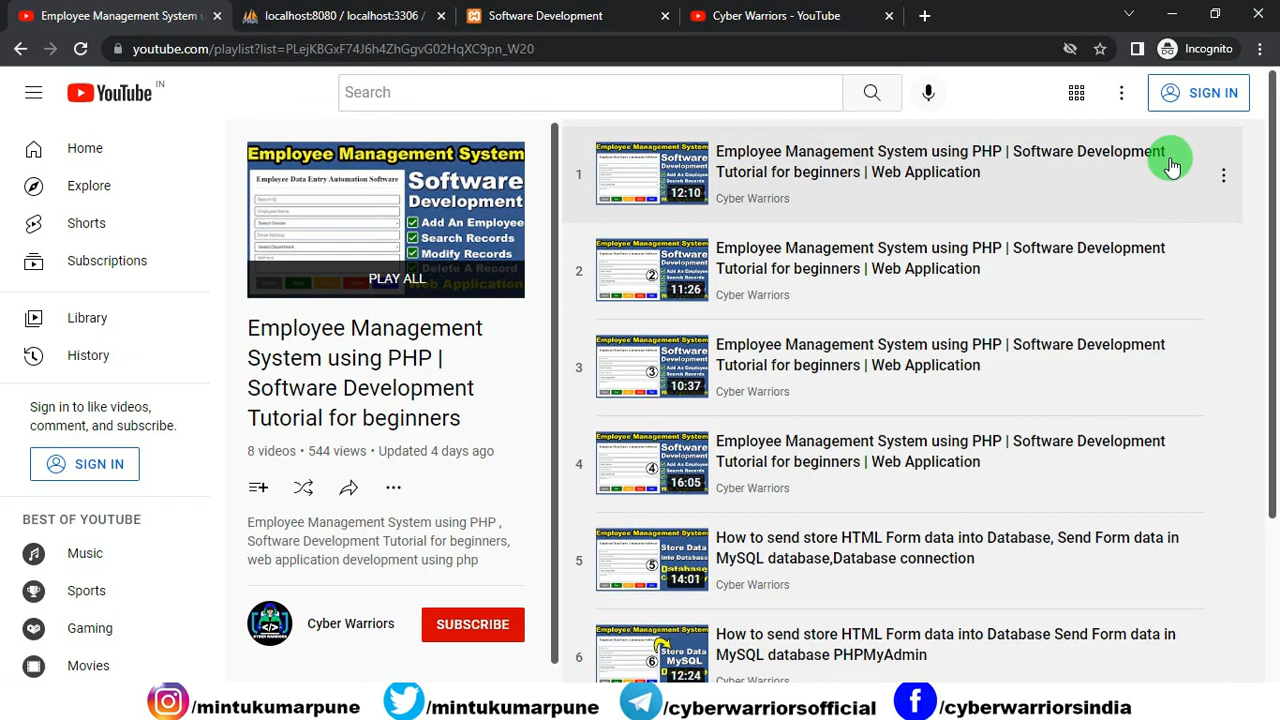 Employee Management System u
localhost:8080 / localhost:3306 /
Software Development
Cyber Warriors - YouTube
youtube.com/playlist?list=PLejKBGxF74J6h4ZhGgvG02HqXC9pn_W20
Incognito
YouTube IN
Search
SIGN IN
Home
Explore
Shorts
Subscriptions
Library
History
Sign in to like videos,
comment, and subscribe.
SIGN IN
BEST OF YOUTUBE
Music
Sports
Gaming
Movies
Employee Management System
Employee Data Entry Automation Software
Software
Development
Add An Employee
Search Records
Modify Records
Delete A Record
Web Application
PLAY ALL
Employee Management
System using PHP |
Software Development
Tutorial for beginners
8 videos • 544 views • Updated 4 days ago
Employee Management System using PHP ,
Software Development Tutorial for beginners,
web application development using php
Cyber Warriors
SUBSCRIBE
1
12:10
Employee Management System using PHP | Software Development
Tutorial for beginners | Web Application
Cyber Warriors
2
11:26
Employee Management System using PHP | Software Development
Tutorial for beginners | Web Application
Cyber Warriors
3
10:37
Employee Management System using PHP | Software Development
Tutorial for beginners | Web Application
Cyber Warriors
4
16:05
Employee Management System using PHP | Software Development
Tutorial for beginners | Web Application
Cyber Warriors
5
14:01
How to send store HTML Form data into Database, Send Form data in
MySQL database,Database connection
Cyber Warriors
6
12:24
How to send store HTML Form data into Database, Send Form data in
MySQL database PHPMyAdmin
Cyber Warriors
/mintukumarpune
/mintukumarpune
/cyberwarriorsofficial
/cyberwarriorsindia